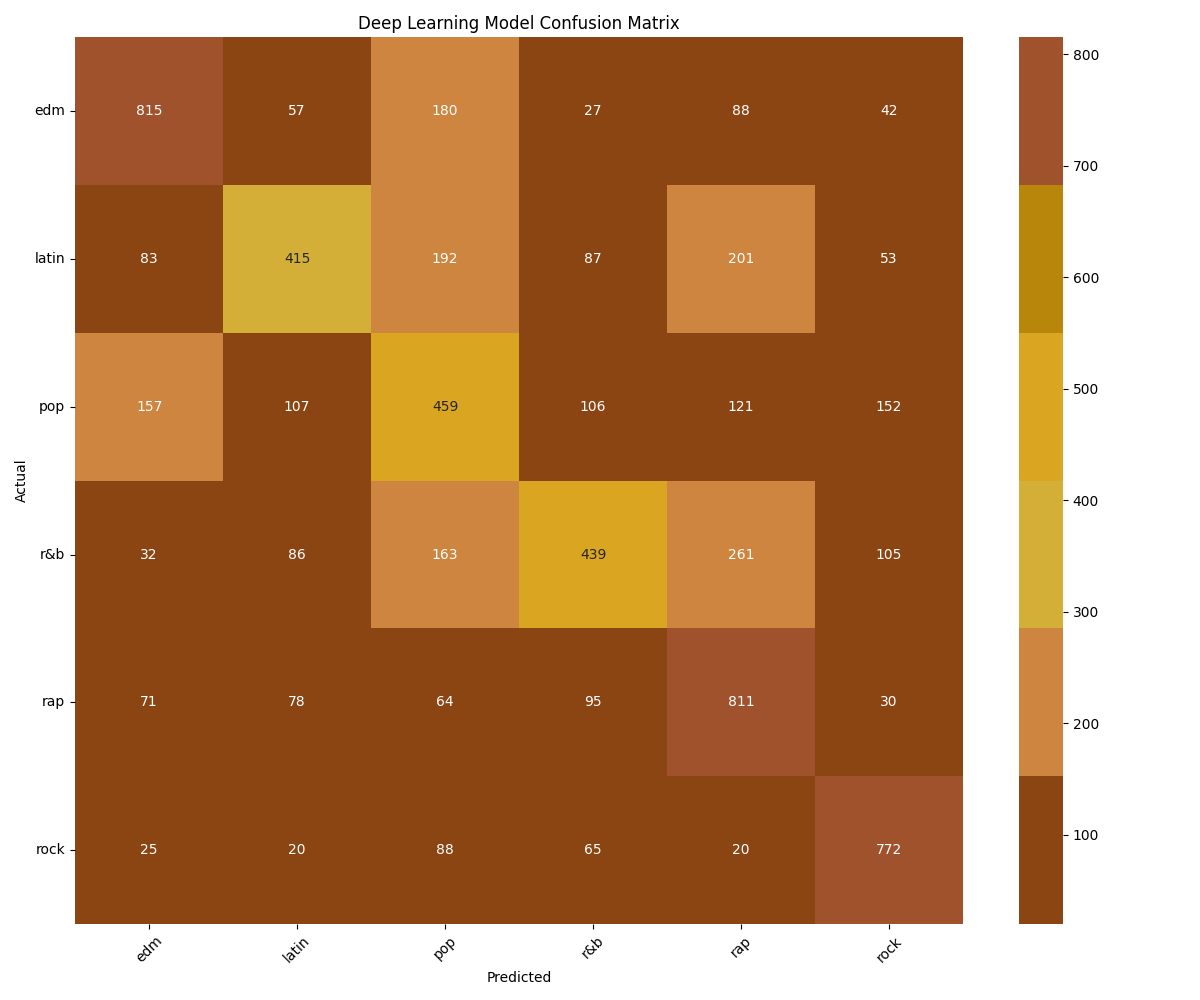 Deep Learning Model Confusion Matrix
edm 815 57 180 27 88 42
latin 83 415 192 87 201 53
pop 157 107 459 106 121 152
r&b 32 86 163 439 261 105
rap 71 78 64 95 811 30
rock 25 20 88 65 20 772
Actual
edm latin pop r&b rap rock
Predicted
800
700
600
500
400
300
200
100